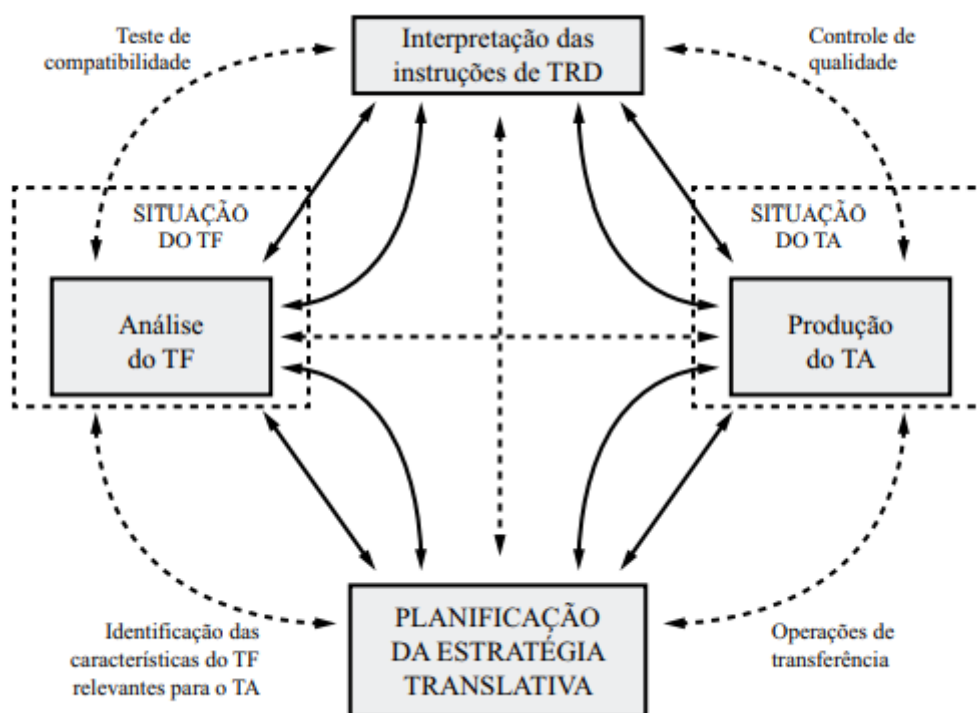 Teste de
compatibilidade
Interpretação das
instruções de TRD
Controle de
qualidade
SITUAÇÃO
DO TF
SITUAÇÃO
DO TA
Análise
do TF
Produção
do TA
Identificação das
características do TF
relevantes para o TA
PLANIFICAÇÃO
DA ESTRATÉGIA
TRANSLATIVA
Operações de
transferência